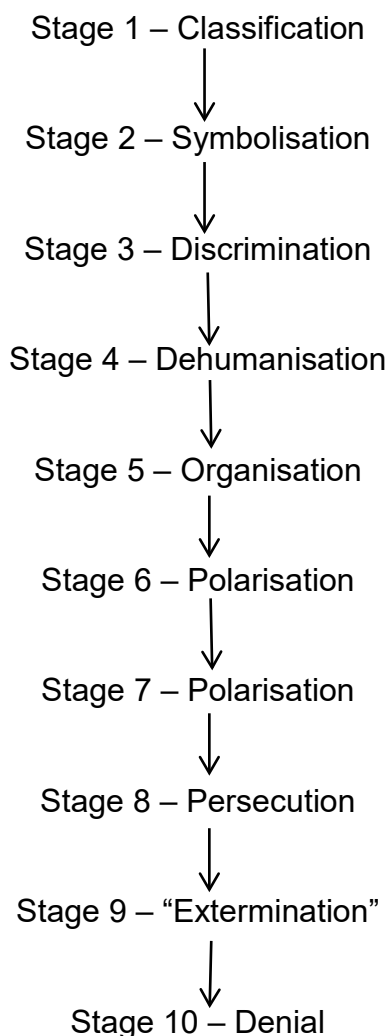 Stage 1 – Classification
Stage 2 – Symbolisation
Stage 3 – Discrimination
Stage 4 – Dehumanisation
Stage 5 – Organisation
Stage 6 – Polarisation
Stage 7 – Polarisation
Stage 8 – Persecution
Stage 9 – “Extermination”
Stage 10 – Denial